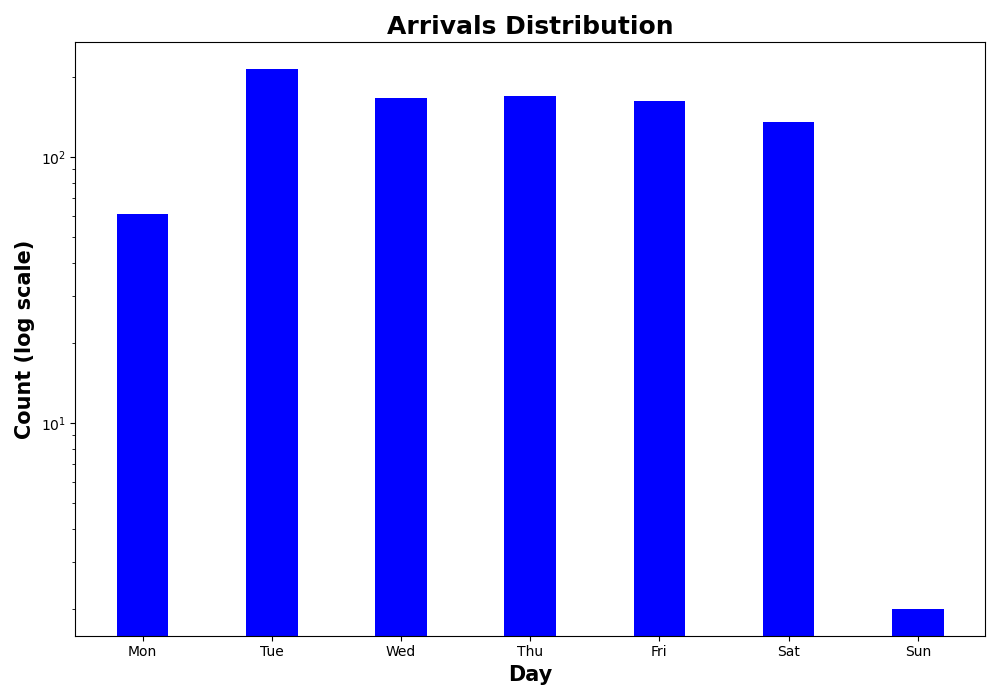 Arrivals Distribution
Count (log scale)
10²
10¹
Mon Tue Wed Thu Fri Sat Sun
Day